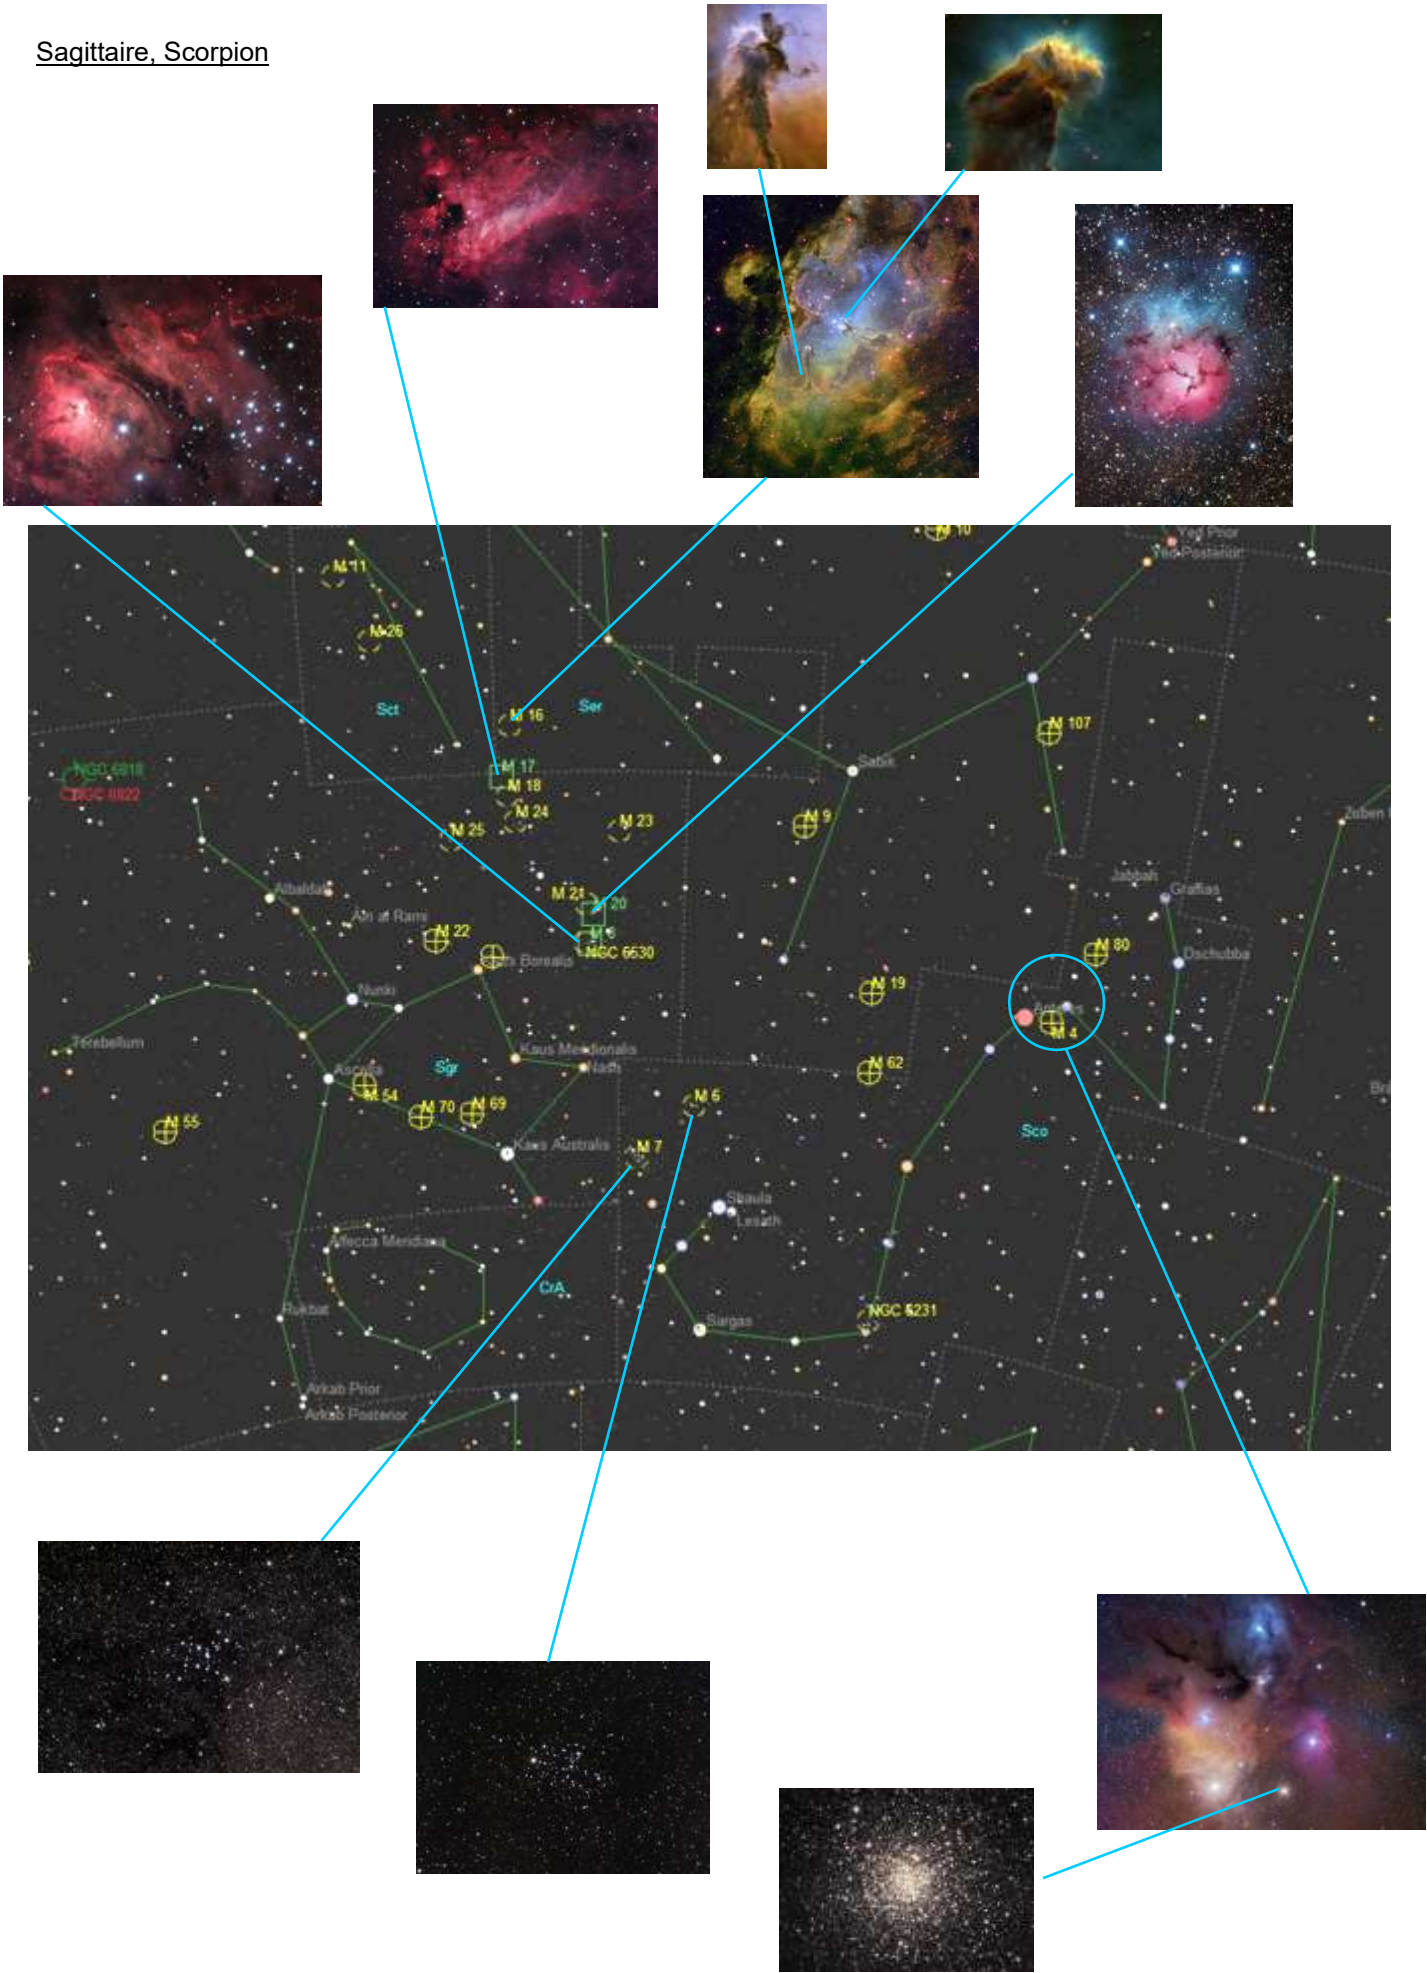 Sagittaire, Scorpion
M 10
Yed Prior
Yed Posterior
M 11
M 26
Sct
M 16
Ser
M 107
Sabik
NGC 6818
NGC 6822
M 17
M 18
M 24
M 25
M 23
M 9
Zuben
Albaldah
Ain al Rami
M 21
M 20
M 8
NGC 6530
Jabbah
Graffias
M 22
Borealis
M 80
Dschubba
Nunki
M 19
Antares
M 4
Terebellum
Kaus Meridionalis
Nash
Ascella
Sgr
M 62
M 54
M 70
M 69
M 6
M 55
Sco
Kaus Australis
M 7
Shaula
Lesath
Alfecca Meridiana
CrA
Rukbat
Sargas
NGC 6231
Arkab Prior
Arkab Posterior